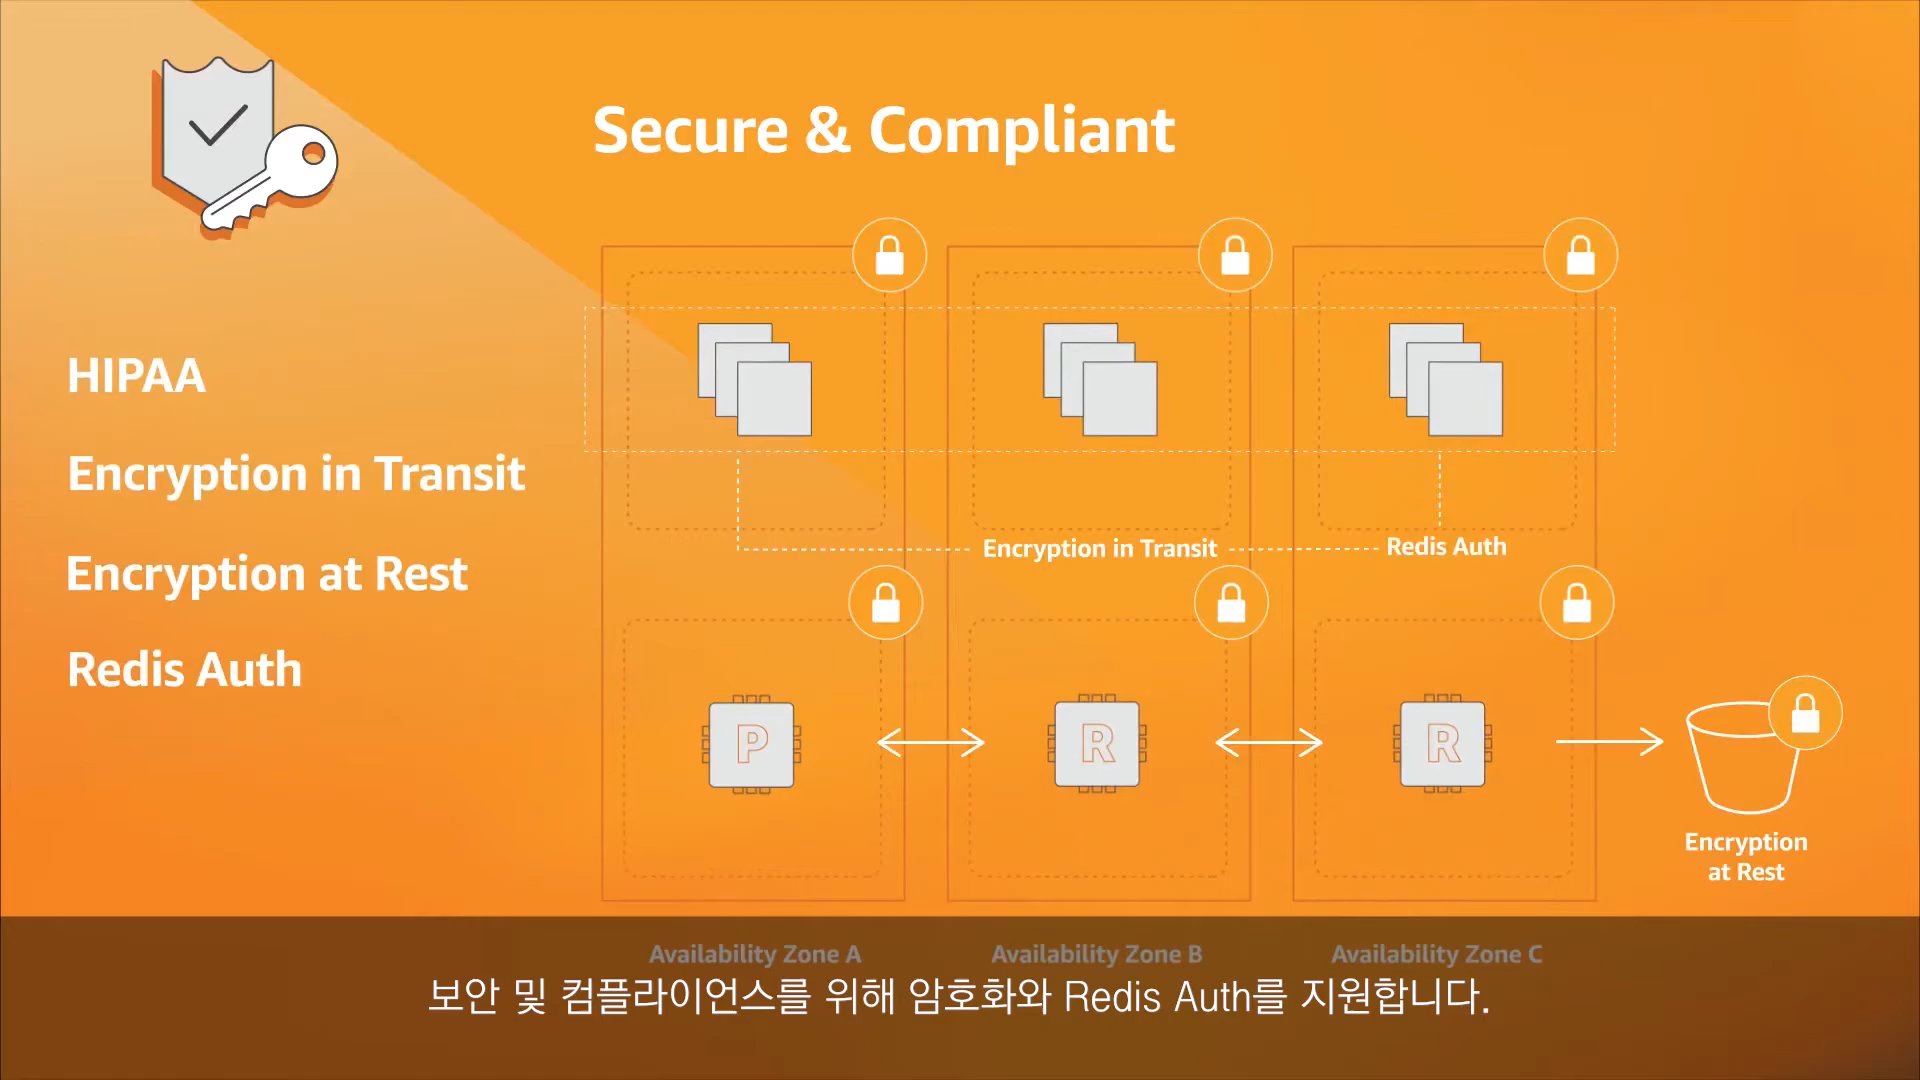 Secure & Compliant
HIPAA
Encryption in Transit
Encryption at Rest
Redis Auth
Encryption in Transit
Redis Auth
P
R
R
Encryption
at Rest
Availability Zone A
Availability Zone B
Availability Zone C
보안 및 컴플라이언스를 위해 암호화와 Redis Auth를 지원합니다.